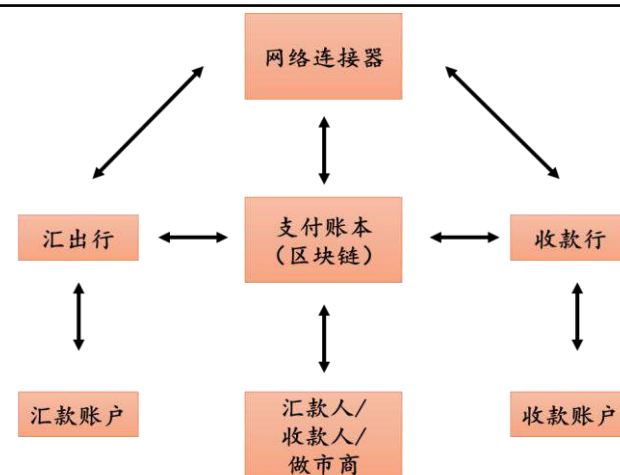 网络连接器
汇出行
支付账本
（区块链）
收款行
汇款账户
汇款人/
收款人/
做市商
收款账户